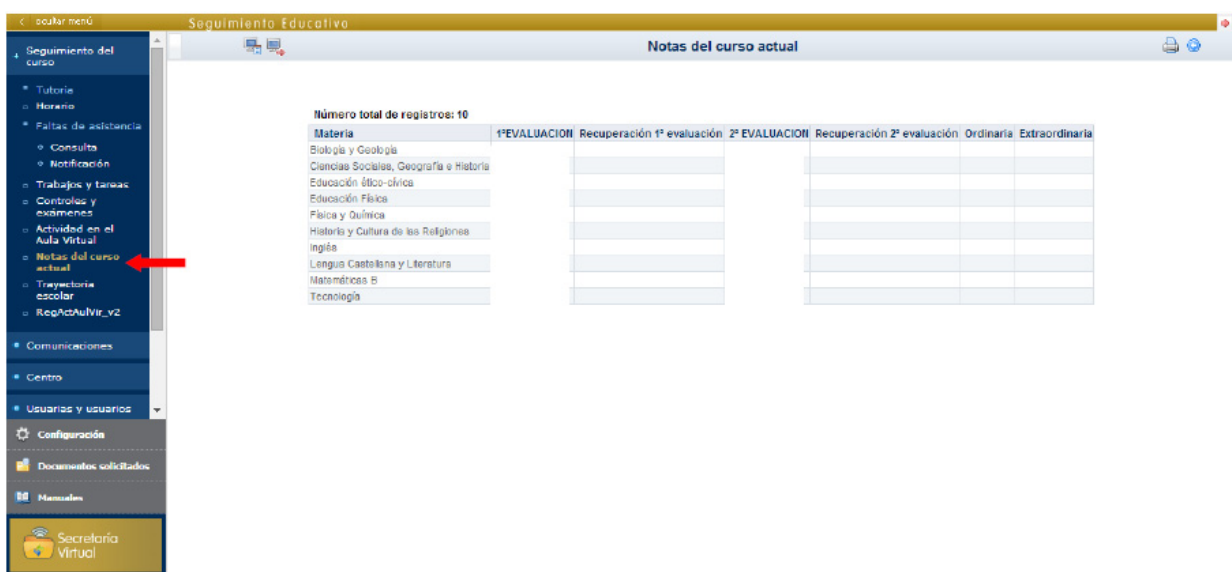 ocultar menú
Seguimiento Educativo
Seguimiento del
curso
Notas del curso actual
Tutoría
Horario
Faltas de asistencia
Consulta
Notificación
Trabajos y tareas
Controles y
exámenes
Actividad en el
Aula Virtual
Notas del curso
actual
Trayectoria
escolar
RegActAulVir_v2
Comunicaciones
Centro
Usuarias y usuarios
Configuración
Documentos solicitados
Manuales
Secretaría
Virtual
Número total de registros: 10
Materia 1ªEVALUACION Recuperación 1ª evaluación 2ª EVALUACION Recuperación 2ª evaluación Ordinaria Extraordinaria
Biología y Geología
Ciencias Sociales, Geografía e Historia
Educación ético-cívica
Educación Física
Física y Química
Historia y Cultura de las Religiones
Inglés
Lengua Castellana y Literatura
Matemáticas B
Tecnología